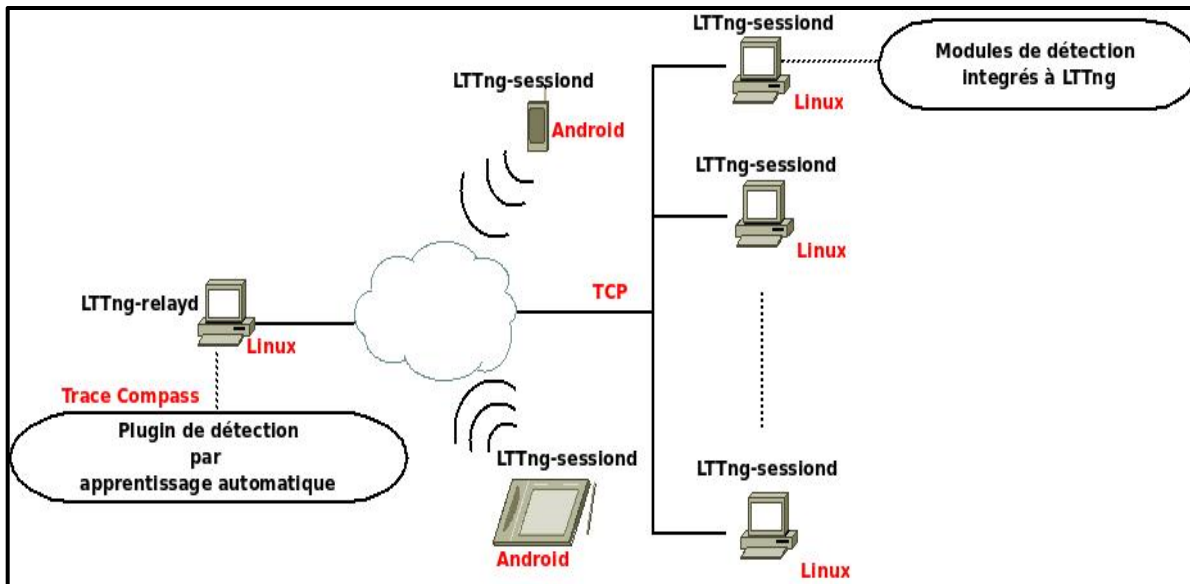 LTTng-sessiond
Linux
Modules de détection
integrés à LTTng
LTTng-sessiond
Android
LTTng-sessiond
Linux
LTTng-relayd
Linux
TCP
Trace Compass
Plugin de détection
par
apprentissage automatique
LTTng-sessiond
Android
LTTng-sessiond
Linux